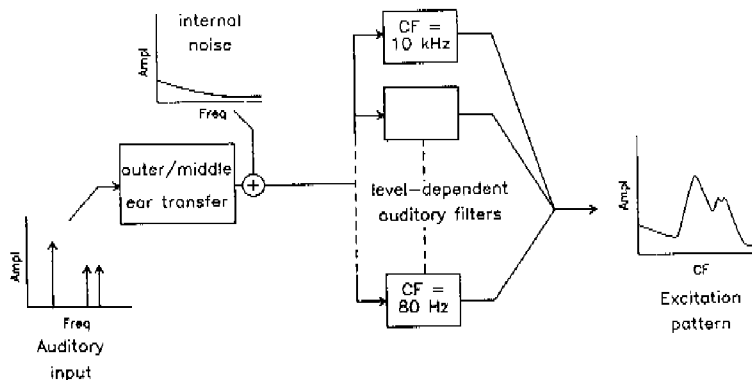 internal
noise
Ampl
Freq
CF =
10 kHz
outer/middle
ear transfer
+
level-dependent
auditory filters
CF =
80 Hz
Ampl
Freq
Auditory
input
Ampl
CF
Excitation
pattern